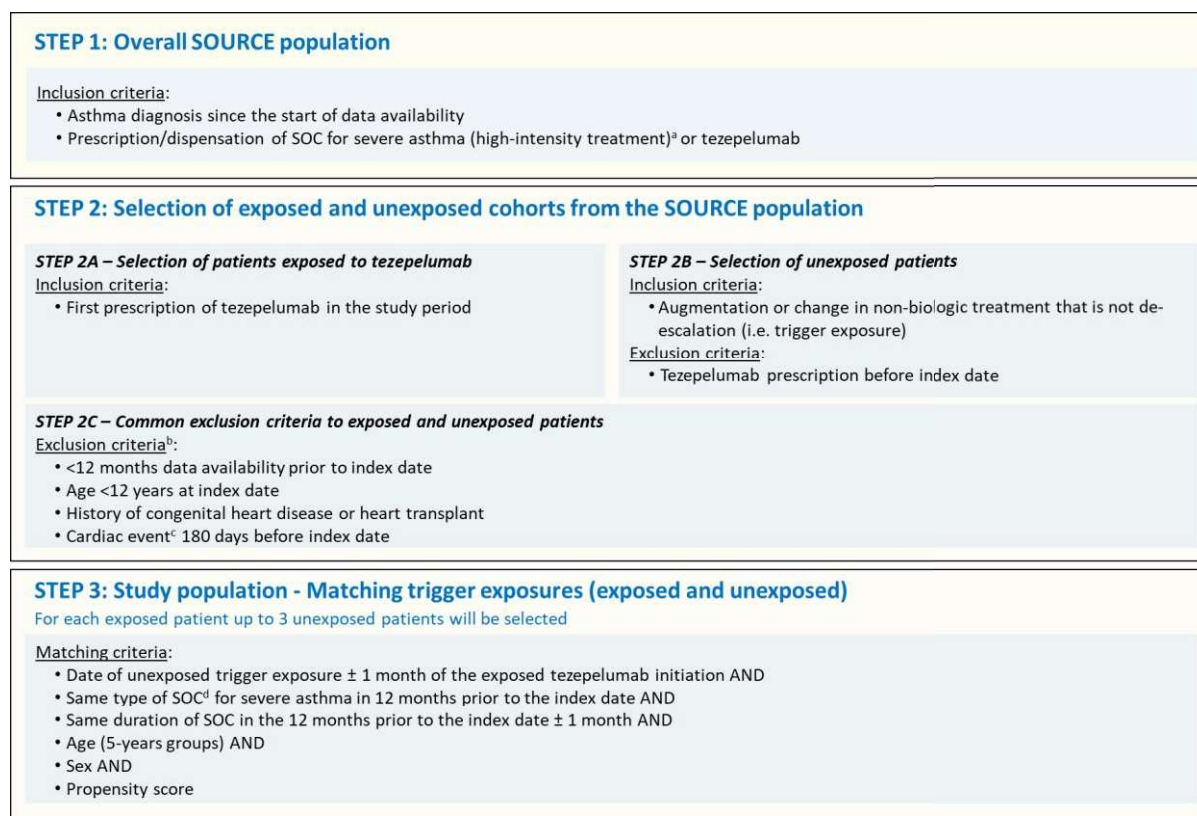 STEP 1: Overall SOURCE population
Inclusion criteria:
• Asthma diagnosis since the start of data availability
• Prescription/dispensation of SOC for severe asthma (high-intensity treatment)ᵃ or tezepelumab
STEP 2: Selection of exposed and unexposed cohorts from the SOURCE population
STEP 2A – Selection of patients exposed to tezepelumab
Inclusion criteria:
• First prescription of tezepelumab in the study period
STEP 2B – Selection of unexposed patients
Inclusion criteria:
• Augmentation or change in non-biologic treatment that is not de-
escalation (i.e. trigger exposure)
Exclusion criteria:
• Tezepelumab prescription before index date
STEP 2C – Common exclusion criteria to exposed and unexposed patients
Exclusion criteriaᵇ:
• <12 months data availability prior to index date
• Age <12 years at index date
• History of congenital heart disease or heart transplant
• Cardiac eventᶜ 180 days before index date
STEP 3: Study population - Matching trigger exposures (exposed and unexposed)
For each exposed patient up to 3 unexposed patients will be selected
Matching criteria:
• Date of unexposed trigger exposure ± 1 month of the exposed tezepelumab initiation AND
• Same type of SOCᵈ for severe asthma in 12 months prior to the index date AND
• Same duration of SOC in the 12 months prior to the index date ± 1 month AND
• Age (5-years groups) AND
• Sex AND
• Propensity score